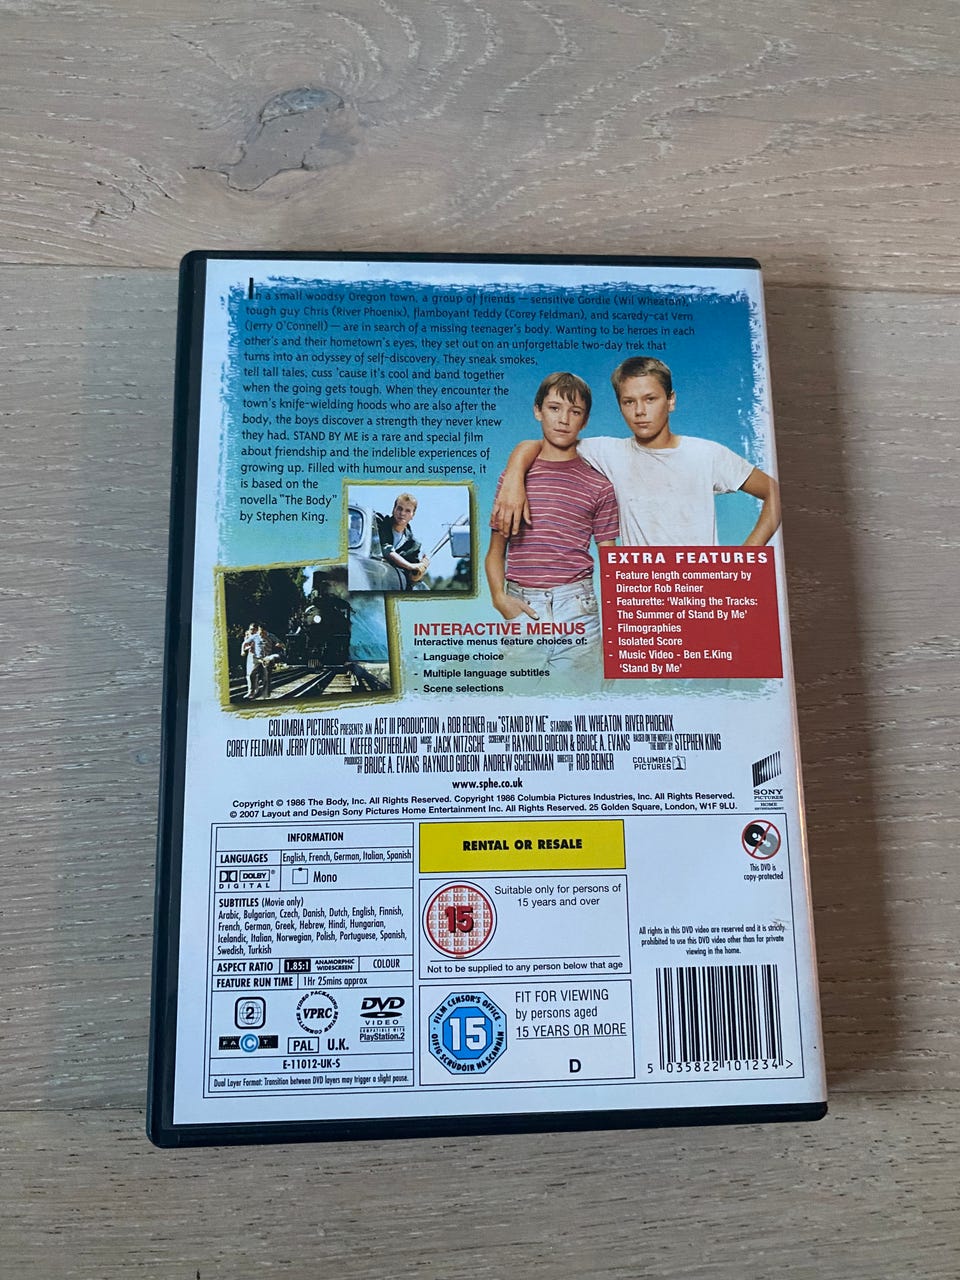 In a small woodsy Oregon town, a group of friends — sensitive Gordie (Wil Wheaton),
tough guy Chris (River Phoenix), flamboyant Teddy (Corey Feldman), and scaredy-cat Vern
(Jerry O'Connell) — are in search of a missing teenager's body. Wanting to be heroes in each
other's and their hometown's eyes, they set out on an unforgettable two-day trek that
turns into an odyssey of self-discovery. They sneak smokes,
tell tall tales, cuss 'cause it's cool and band together
when the going gets tough. When they encounter the
town's knife-wielding hoods who are also after the
body, the boys discover a strength they never knew
they had. STAND BY ME is a rare and special film
about friendship and the indelible experiences of
growing up. Filled with humour and suspense, it
is based on the
novella "The Body"
by Stephen King.
EXTRA FEATURES
- Feature length commentary by
Director Rob Reiner
- Featurette: 'Walking the Tracks:
The Summer of Stand By Me'
- Filmographies
- Isolated Score
- Music Video - Ben E.King
'Stand By Me'
INTERACTIVE MENUS
Interactive menus feature choices of:
- Language choice
- Multiple language subtitles
- Scene selections
COLUMBIA PICTURES PRESENTS AN ACT III PRODUCTION A ROB REINER FILM "STAND BY ME" STARRING WIL WHEATON RIVER PHOENIX
COREY FELDMAN JERRY O'CONNELL KIEFER SUTHERLAND MUSIC BY JACK NITZSCHE SCREENPLAY BY RAYNOLD GIDEON & BRUCE A. EVANS BASED ON THE NOVELLA "THE BODY" BY STEPHEN KING
PRODUCED BY BRUCE A. EVANS RAYNOLD GIDEON ANDREW SCHEINMAN DIRECTED BY ROB REINER
COLUMBIA
PICTURES
www.sphe.co.uk
SONY
PICTURES
HOME
ENTERTAINMENT
Copyright © 1986 The Body, Inc. All Rights Reserved. Copyright 1986 Columbia Pictures Industries, Inc. All Rights Reserved.
© 2007 Layout and Design Sony Pictures Home Entertainment Inc. All Rights Reserved. 25 Golden Square, London, W1F 9LU.
INFORMATION
LANGUAGES English, French, German, Italian, Spanish
DOLBY
DIGITAL
Mono
SUBTITLES (Movie only)
Arabic, Bulgarian, Czech, Danish, Dutch, English, Finnish,
French, German, Greek, Hebrew, Hindi, Hungarian,
Icelandic, Italian, Norwegian, Polish, Portuguese, Spanish,
Swedish, Turkish
ASPECT RATIO 1.85:1 ANAMORPHIC WIDESCREEN COLOUR
FEATURE RUN TIME 1Hr 25mins approx
2
VIDEO PACKAGING REVIEW COMMITTEE
VPRC
DVD
VIDEO
COMPATIBLE WITH
PlayStation.2
FACT
PAL U.K.
E-11012-UK-S
Dual Layer Format: Transition between DVD layers may trigger a slight pause.
RENTAL OR RESALE
15
Suitable only for persons of
15 years and over
Not to be supplied to any person below that age
FILM CENSOR'S OFFICE
15
OIFIG SCRÚDÓIR NA SCANNÁN
FIT FOR VIEWING
by persons aged
15 YEARS OR MORE
D
This DVD is
copy-protected
All rights in this DVD video are reserved and it is strictly
prohibited to use this DVD video other than for private
viewing in the home.
5 035822 101234 >